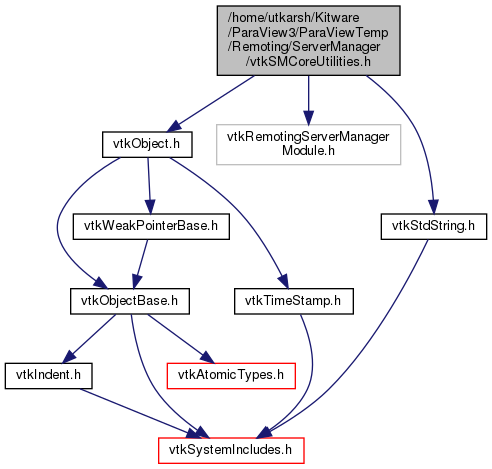 /home/utkarsh/Kitware
/ParaView3/ParaViewTemp
/Remoting/ServerManager
/vtkSMCoreUtilities.h
vtkObject.h
vtkRemotingServerManager
Module.h
vtkWeakPointerBase.h
vtkStdString.h
vtkObjectBase.h
vtkTimeStamp.h
vtkIndent.h
vtkAtomicTypes.h
vtkSystemIncludes.h